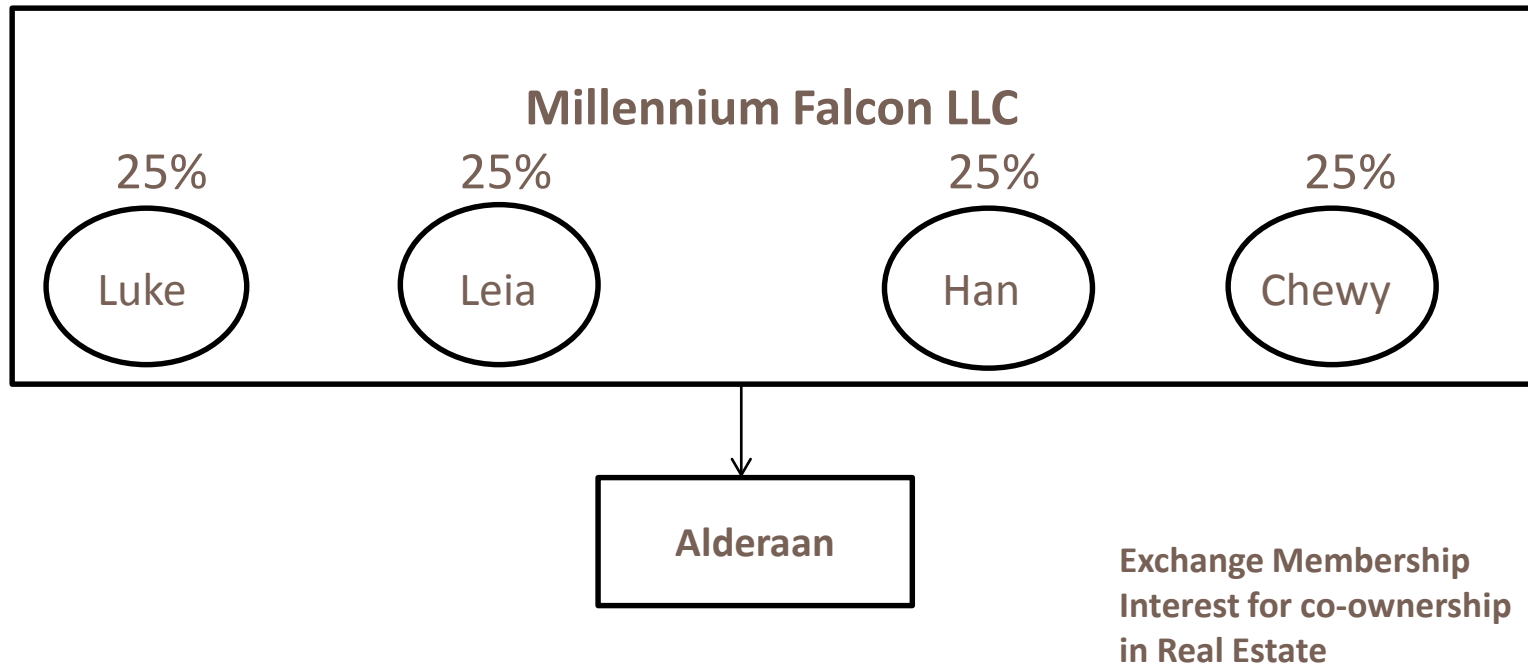 Millennium Falcon LLC
25% 25% 25% 25%
Luke Leia Han Chewy
Alderaan
Exchange Membership
Interest for co-ownership
in Real Estate